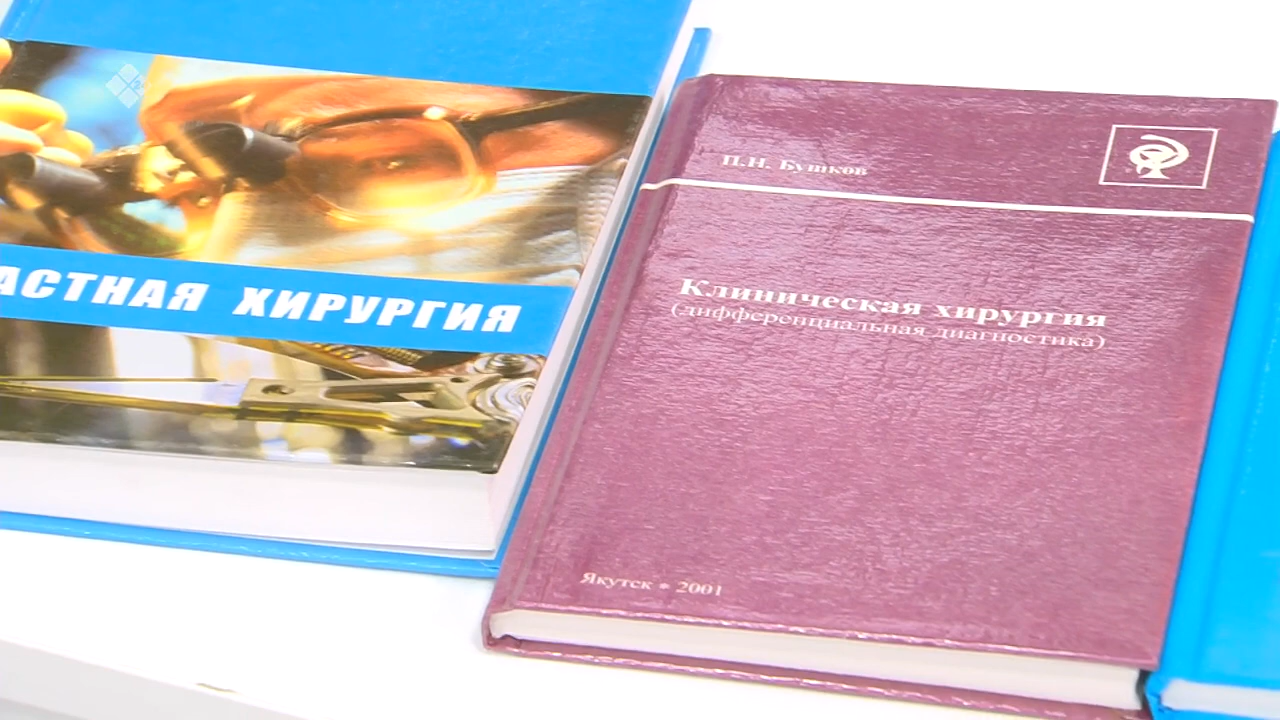 АСТНАЯ ХИРУРГИЯ
П.Н. Бушков
Клиническая хирургия
(дифференциальная диагностика)
Якутск * 2001